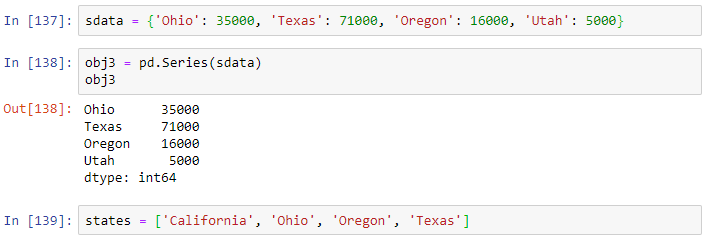 In [137]: sdata = {'Ohio': 35000, 'Texas': 71000, 'Oregon': 16000, 'Utah': 5000}
In [138]: obj3 = pd.Series(sdata)
obj3
Out[138]: Ohio      35000
Texas     71000
Oregon    16000
Utah       5000
dtype: int64
In [139]: states = ['California', 'Ohio', 'Oregon', 'Texas']